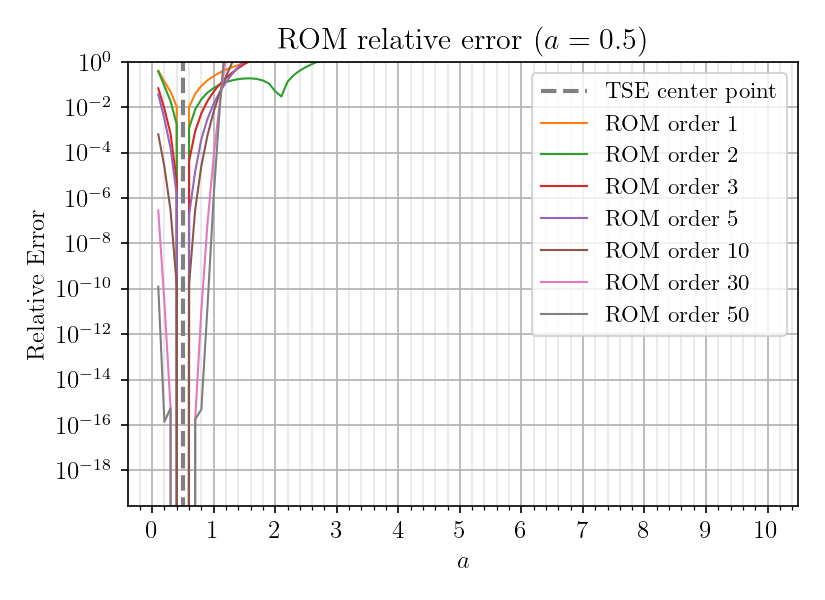 ROM relative error (a = 0.5)
Relative Error
10⁰
10⁻²
10⁻⁴
10⁻⁶
10⁻⁸
10⁻¹⁰
10⁻¹²
10⁻¹⁴
10⁻¹⁶
10⁻¹⁸
TSE center point
ROM order 1
ROM order 2
ROM order 3
ROM order 5
ROM order 10
ROM order 30
ROM order 50
0 1 2 3 4 5 6 7 8 9 10
a